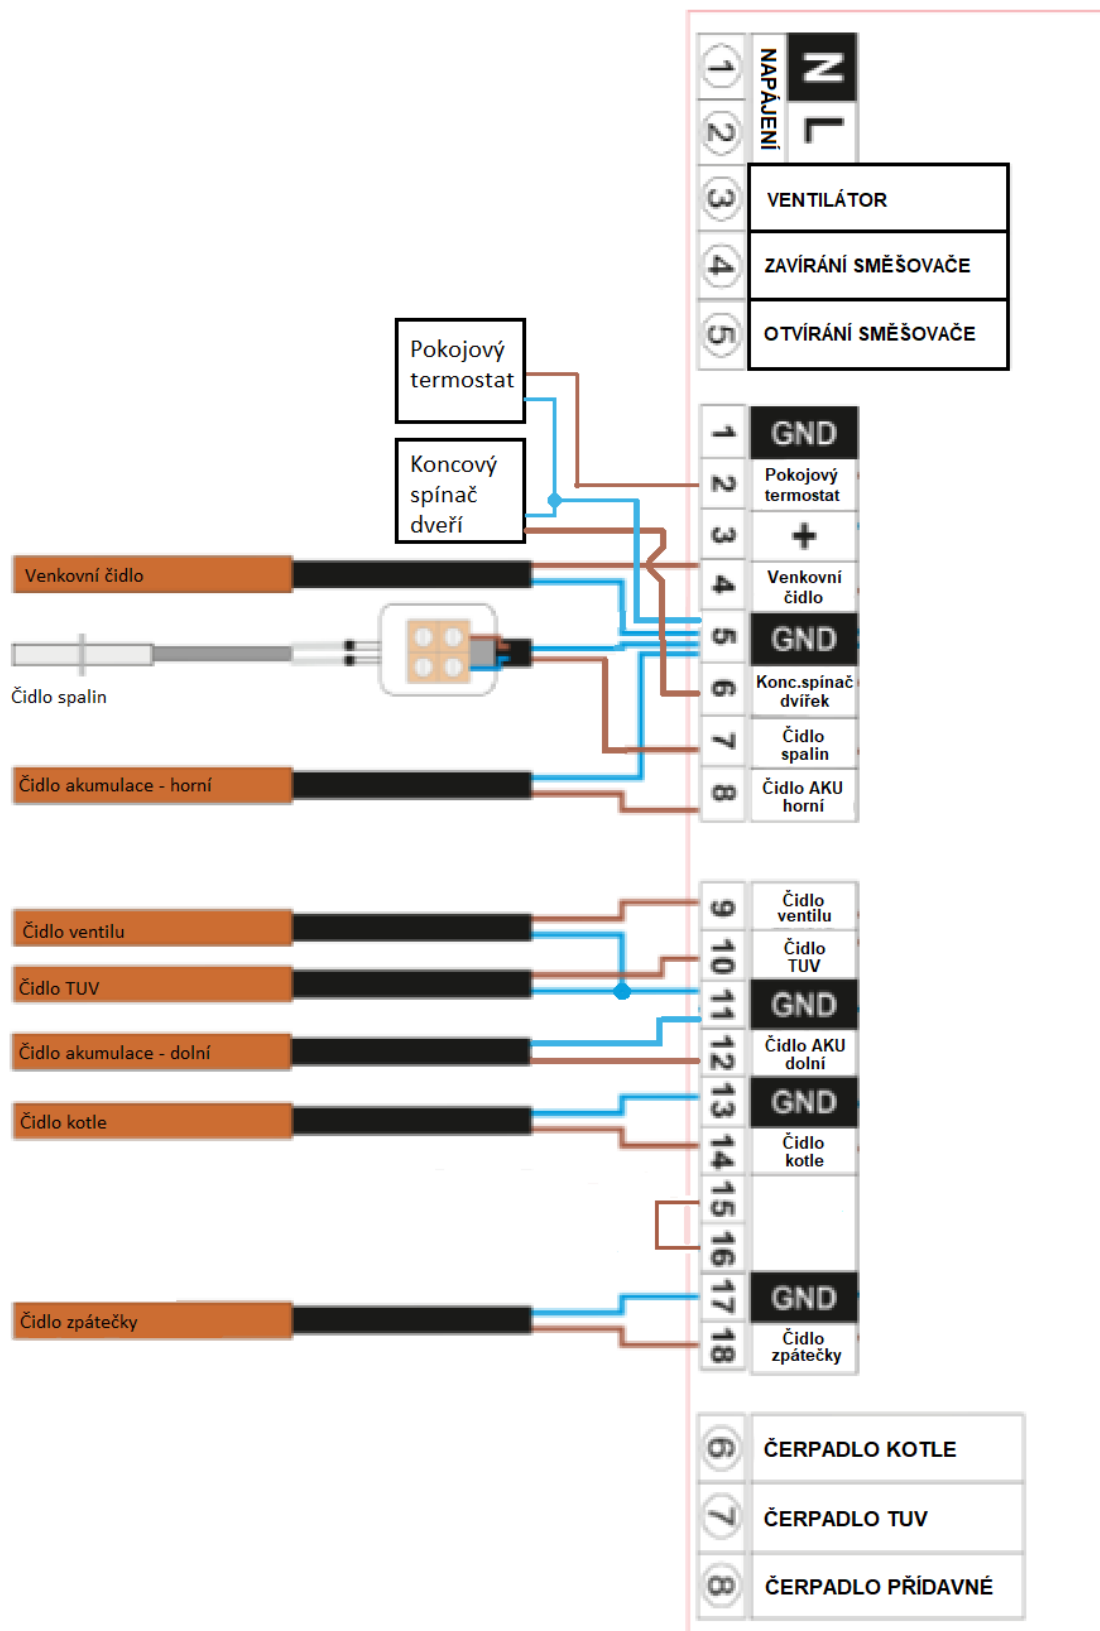 1
NAPÁJENÍ
N
2
L
3
VENTILÁTOR
4
ZAVÍRÁNÍ SMĚŠOVAČE
5
OTVÍRÁNÍ SMĚŠOVAČE
Pokojový
termostat
Koncový
spínač
dveří
1
GND
2
Pokojový
termostat
3
+
4
Venkovní
čidlo
5
GND
6
Konc.spínač
dvířek
7
Čidlo
spalin
8
Čidlo AKU
horní
Venkovní čidlo
Čidlo spalin
Čidlo akumulace - horní
9
Čidlo
ventilu
10
Čidlo
TUV
11
GND
12
Čidlo AKU
dolní
13
GND
14
Čidlo
kotle
15
16
17
GND
18
Čidlo
zpátečky
Čidlo ventilu
Čidlo TUV
Čidlo akumulace - dolní
Čidlo kotle
Čidlo zpátečky
6
ČERPADLO KOTLE
7
ČERPADLO TUV
8
ČERPADLO PŘÍDAVNÉ